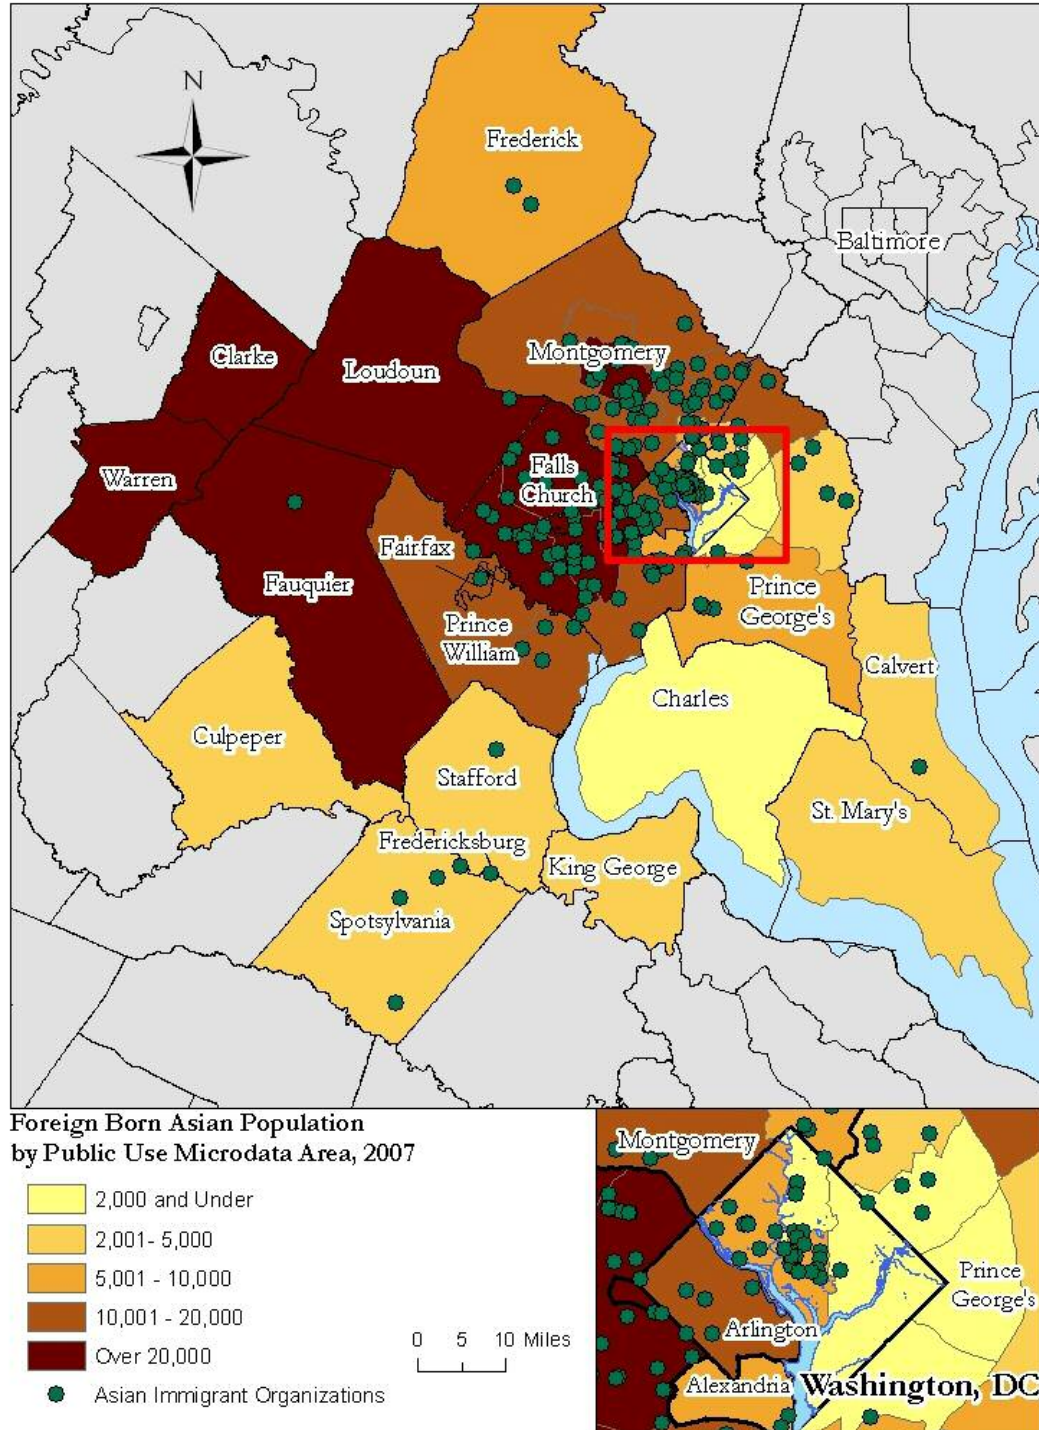 N
Frederick
Baltimore
Montgomery
Clarke
Loudoun
Warren
Falls
Church
Fairfax
Fauquier
Prince
George's
Prince
William
Calvert
Charles
Culpeper
Stafford
St. Mary's
Fredericksburg
King George
Spotsylvania
Foreign Born Asian Population
by Public Use Microdata Area, 2007
2,000 and Under
2,001- 5,000
5,001 - 10,000
10,001 - 20,000
Over 20,000
Asian Immigrant Organizations
0 5 10 Miles
Montgomery
Prince
George's
Arlington
Alexandria
Washington, DC